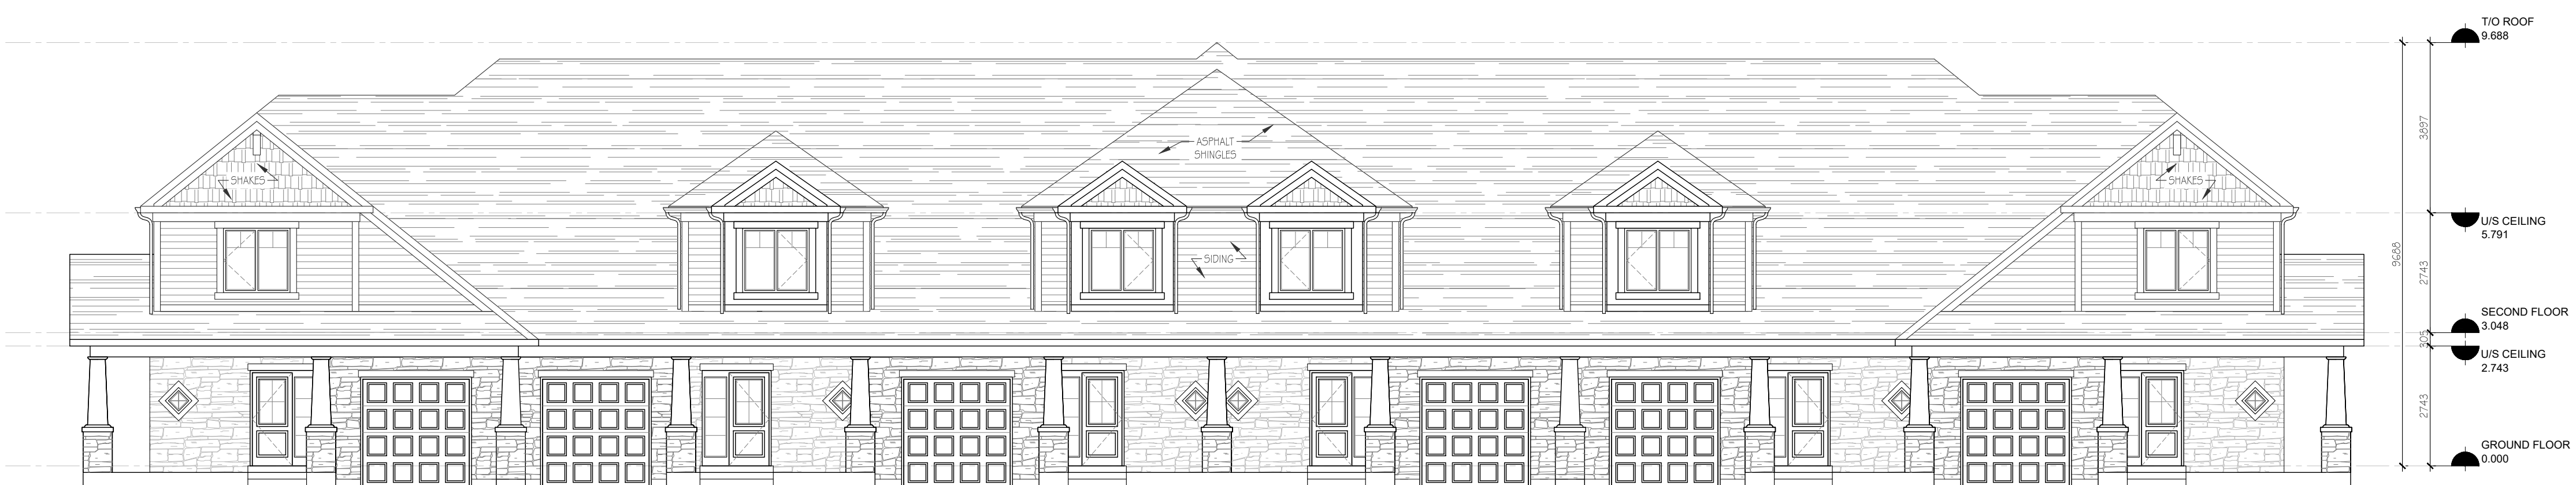 T/O ROOF
9.688
3897
ASPHALT
SHINGLES
SHAKES
SHAKES
U/S CEILING
5.791
SIDING
9688
2743
SECOND FLOOR
3.048
305
U/S CEILING
2.743
2743
GROUND FLOOR
0.000